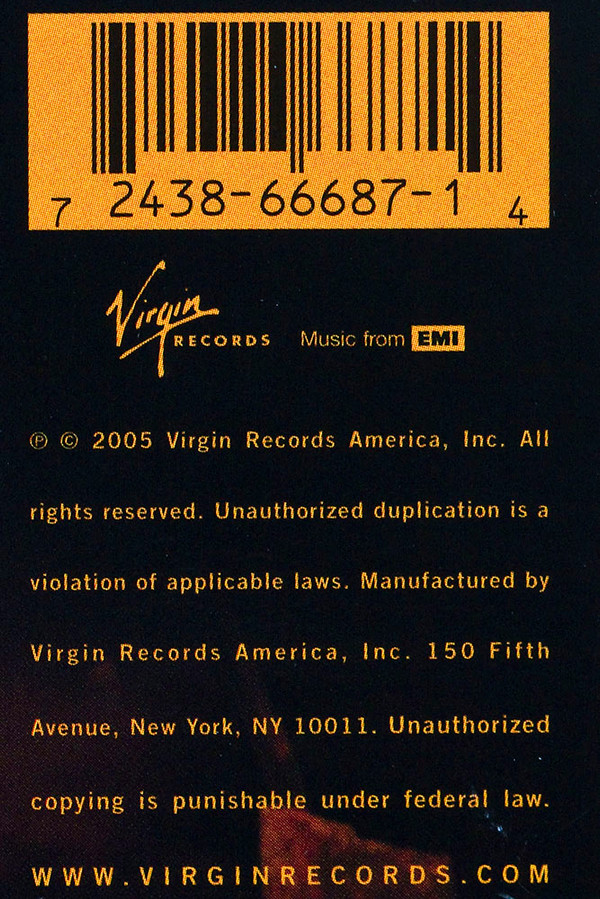 7 2438-66687-1 4
Virgin
RECORDS Music from EMI
℗ © 2005 Virgin Records America, Inc. All
rights reserved. Unauthorized duplication is a
violation of applicable laws. Manufactured by
Virgin Records America, Inc. 150 Fifth
Avenue, New York, NY 10011. Unauthorized
copying is punishable under federal law.
WWW.VIRGINRECORDS.COM